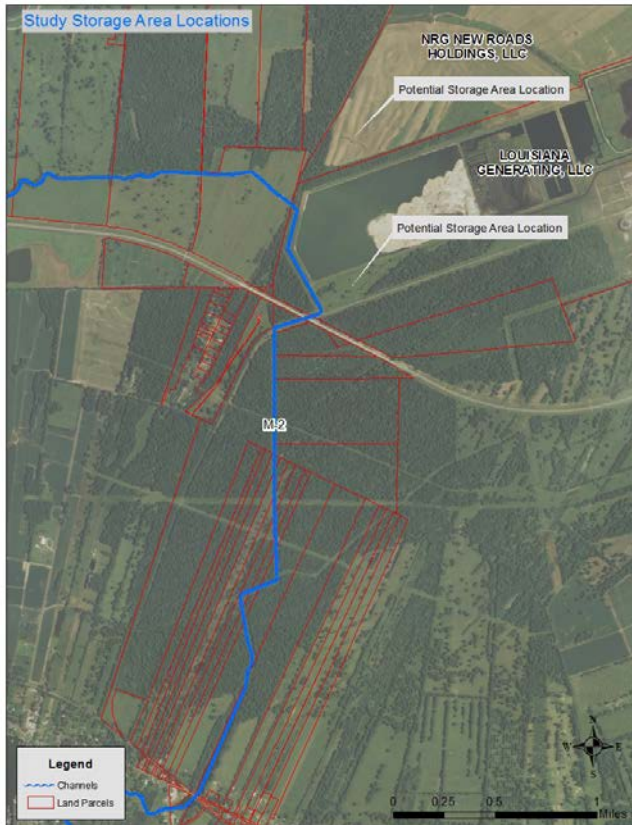 Study Storage Area Locations
NRG NEW ROADS
HOLDINGS, LLC
Potential Storage Area Location
LOUISIANA
GENERATING, LLC
Potential Storage Area Location
M-2
Legend
Channels
Land Parcels
N
W E
S
0 0.25 0.5 1
Miles